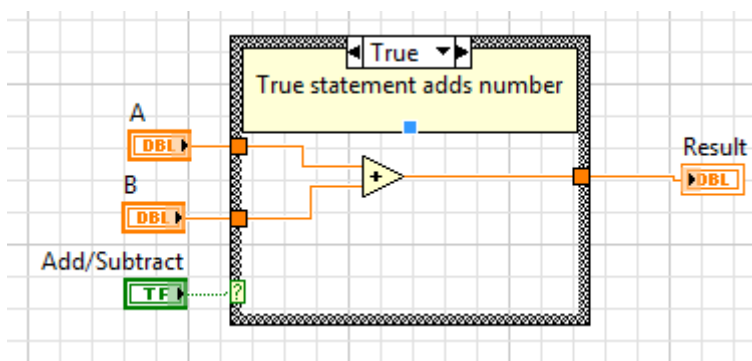 True
True statement adds number
A
DBL
B
DBL
Add/Subtract
TF
?
+
Result
DBL